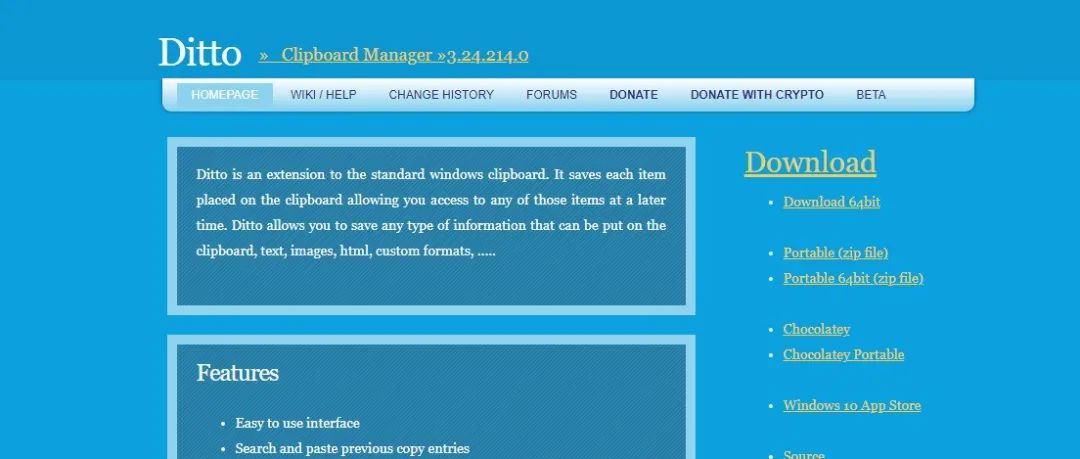 Ditto » Clipboard Manager »3.24.214.0
HOMEPAGE WIKI / HELP CHANGE HISTORY FORUMS DONATE DONATE WITH CRYPTO BETA
Ditto is an extension to the standard windows clipboard. It saves each item
placed on the clipboard allowing you access to any of those items at a later
time. Ditto allows you to save any type of information that can be put on the
clipboard, text, images, html, custom formats, .....
Features
Easy to use interface
Search and paste previous copy entries
Download
Download 64bit
Portable (zip file)
Portable 64bit (zip file)
Chocolatey
Chocolatey Portable
Windows 10 App Store
Source